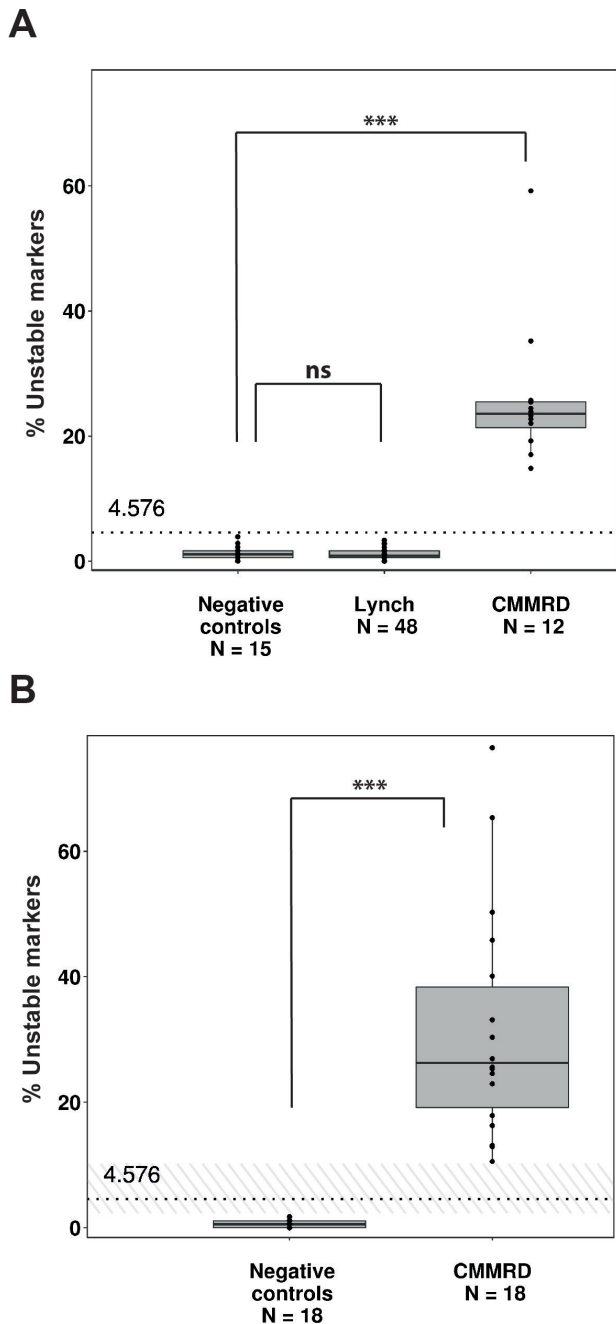 A
***
60
40
ns
20
4.576
0
% Unstable markers
Negative controls N = 15
Lynch N = 48
CMMRD N = 12
B
***
60
40
20
4.576
0
% Unstable markers
Negative controls N = 18
CMMRD N = 18